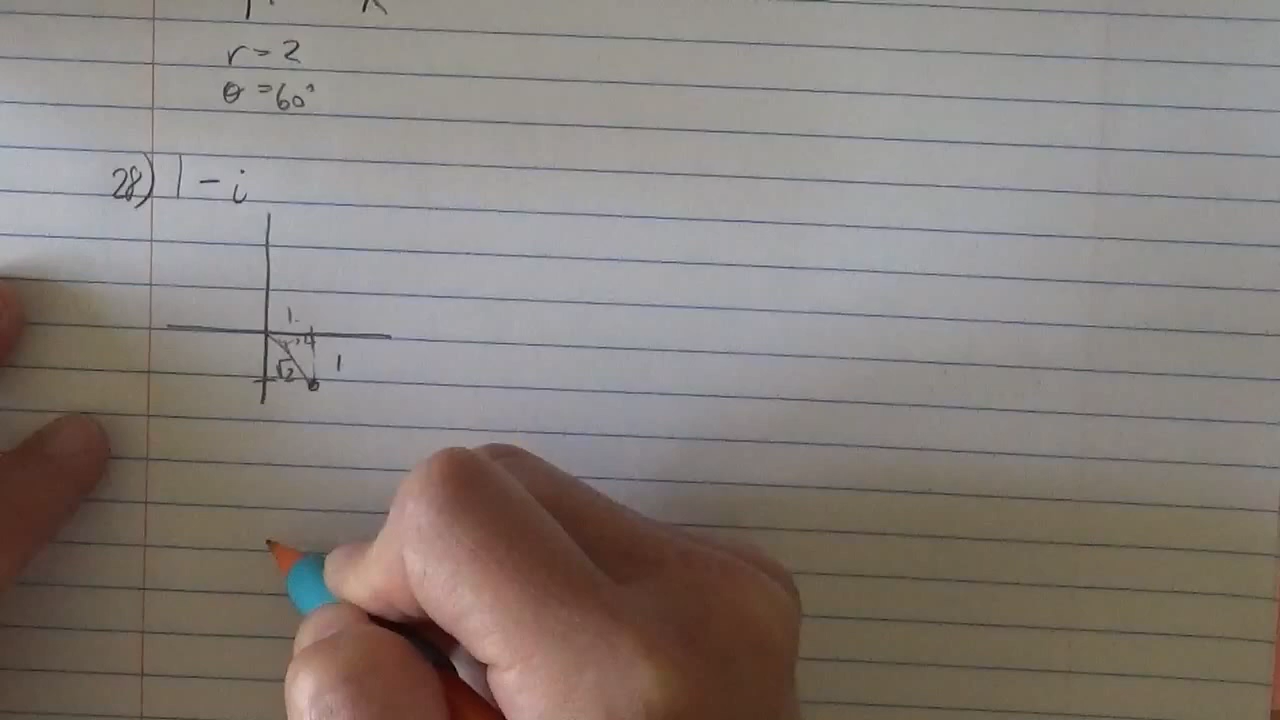 r = 2
θ = 60°
28) 1 - i
1
√2 1